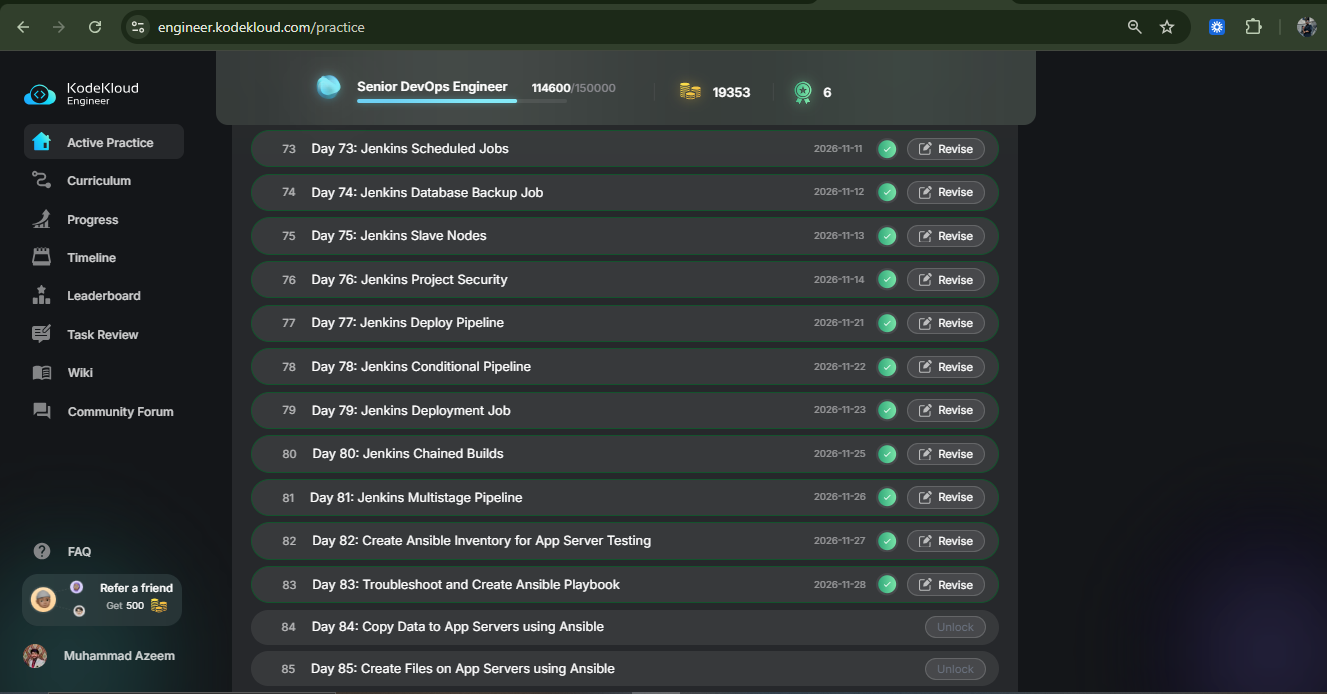 engineer.kodekloud.com/practice
KodeKloud
Engineer
Senior DevOps Engineer 114600/150000 19353 6
Active Practice
Curriculum
Progress
Timeline
Leaderboard
Task Review
Wiki
Community Forum
73 Day 73: Jenkins Scheduled Jobs 2026-11-11 Revise
74 Day 74: Jenkins Database Backup Job 2026-11-12 Revise
75 Day 75: Jenkins Slave Nodes 2026-11-13 Revise
76 Day 76: Jenkins Project Security 2026-11-14 Revise
77 Day 77: Jenkins Deploy Pipeline 2026-11-21 Revise
78 Day 78: Jenkins Conditional Pipeline 2026-11-22 Revise
79 Day 79: Jenkins Deployment Job 2026-11-23 Revise
80 Day 80: Jenkins Chained Builds 2026-11-25 Revise
81 Day 81: Jenkins Multistage Pipeline 2026-11-26 Revise
82 Day 82: Create Ansible Inventory for App Server Testing 2026-11-27 Revise
83 Day 83: Troubleshoot and Create Ansible Playbook 2026-11-28 Revise
84 Day 84: Copy Data to App Servers using Ansible Unlock
85 Day 85: Create Files on App Servers using Ansible Unlock
FAQ
Refer a friend
Get 500
Muhammad Azeem